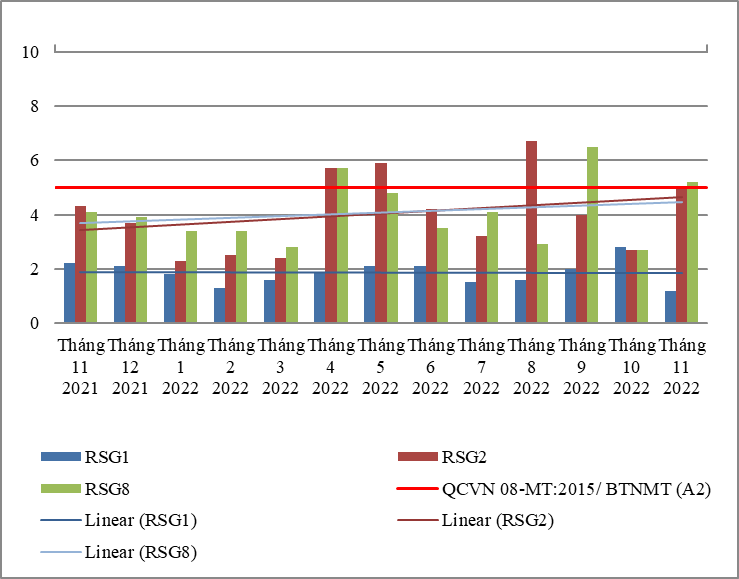 10
8
6
4
2
0
Tháng Tháng Tháng Tháng Tháng Tháng Tháng Tháng Tháng Tháng Tháng Tháng Tháng
11 12 1 2 3 4 5 6 7 8 9 10 11
2021 2021 2022 2022 2022 2022 2022 2022 2022 2022 2022 2022 2022
RSG1 RSG2
RSG8 QCVN 08-MT:2015/ BTNMT (A2)
Linear (RSG1) Linear (RSG2)
Linear (RSG8)